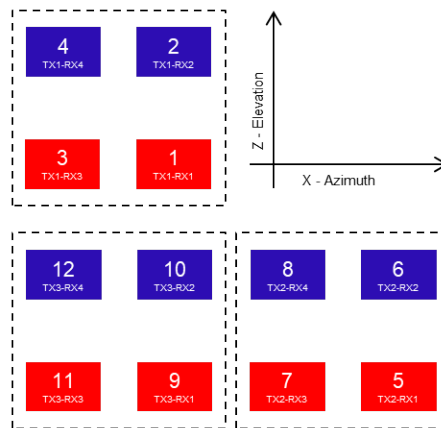 4
TX1-RX4
2
TX1-RX2
3
TX1-RX3
1
TX1-RX1
Z - Elevation
X - Azimuth
12
TX3-RX4
10
TX3-RX2
8
TX2-RX4
6
TX2-RX2
11
TX3-RX3
9
TX3-RX1
7
TX2-RX3
5
TX2-RX1